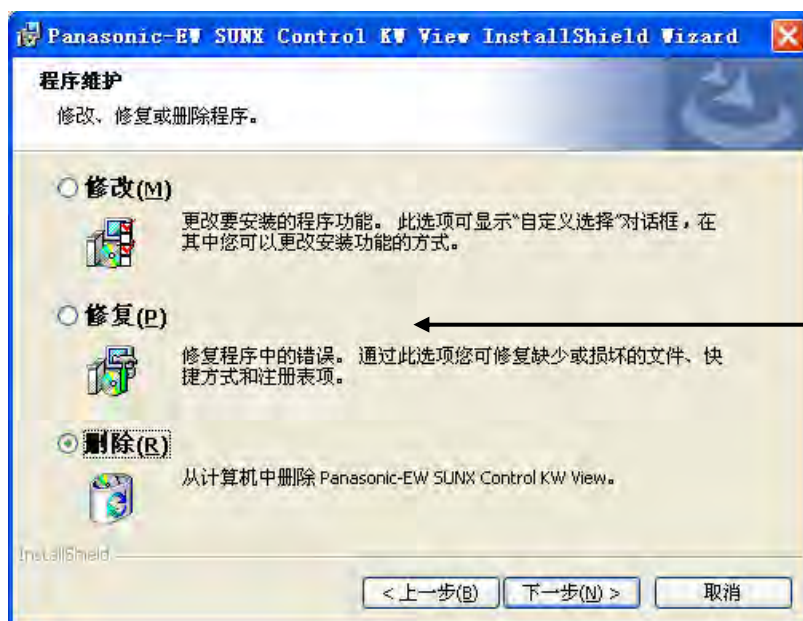 Panasonic-EW SUNX Control KW View InstallShield Wizard
程序维护
修改、修复或删除程序。
修改(M)
更改要安装的程序功能。 此选项可显示“自定义选择”对话框，在
其中您可以更改安装功能的方式。
修复(P)
修复程序中的错误。 通过此选项您可修复缺少或损坏的文件、快
捷方式和注册表项。
删除(R)
从计算机中删除 Panasonic-EW SUNX Control KW View。
InstallShield
< 上一步(B)
下一步(N) >
取消